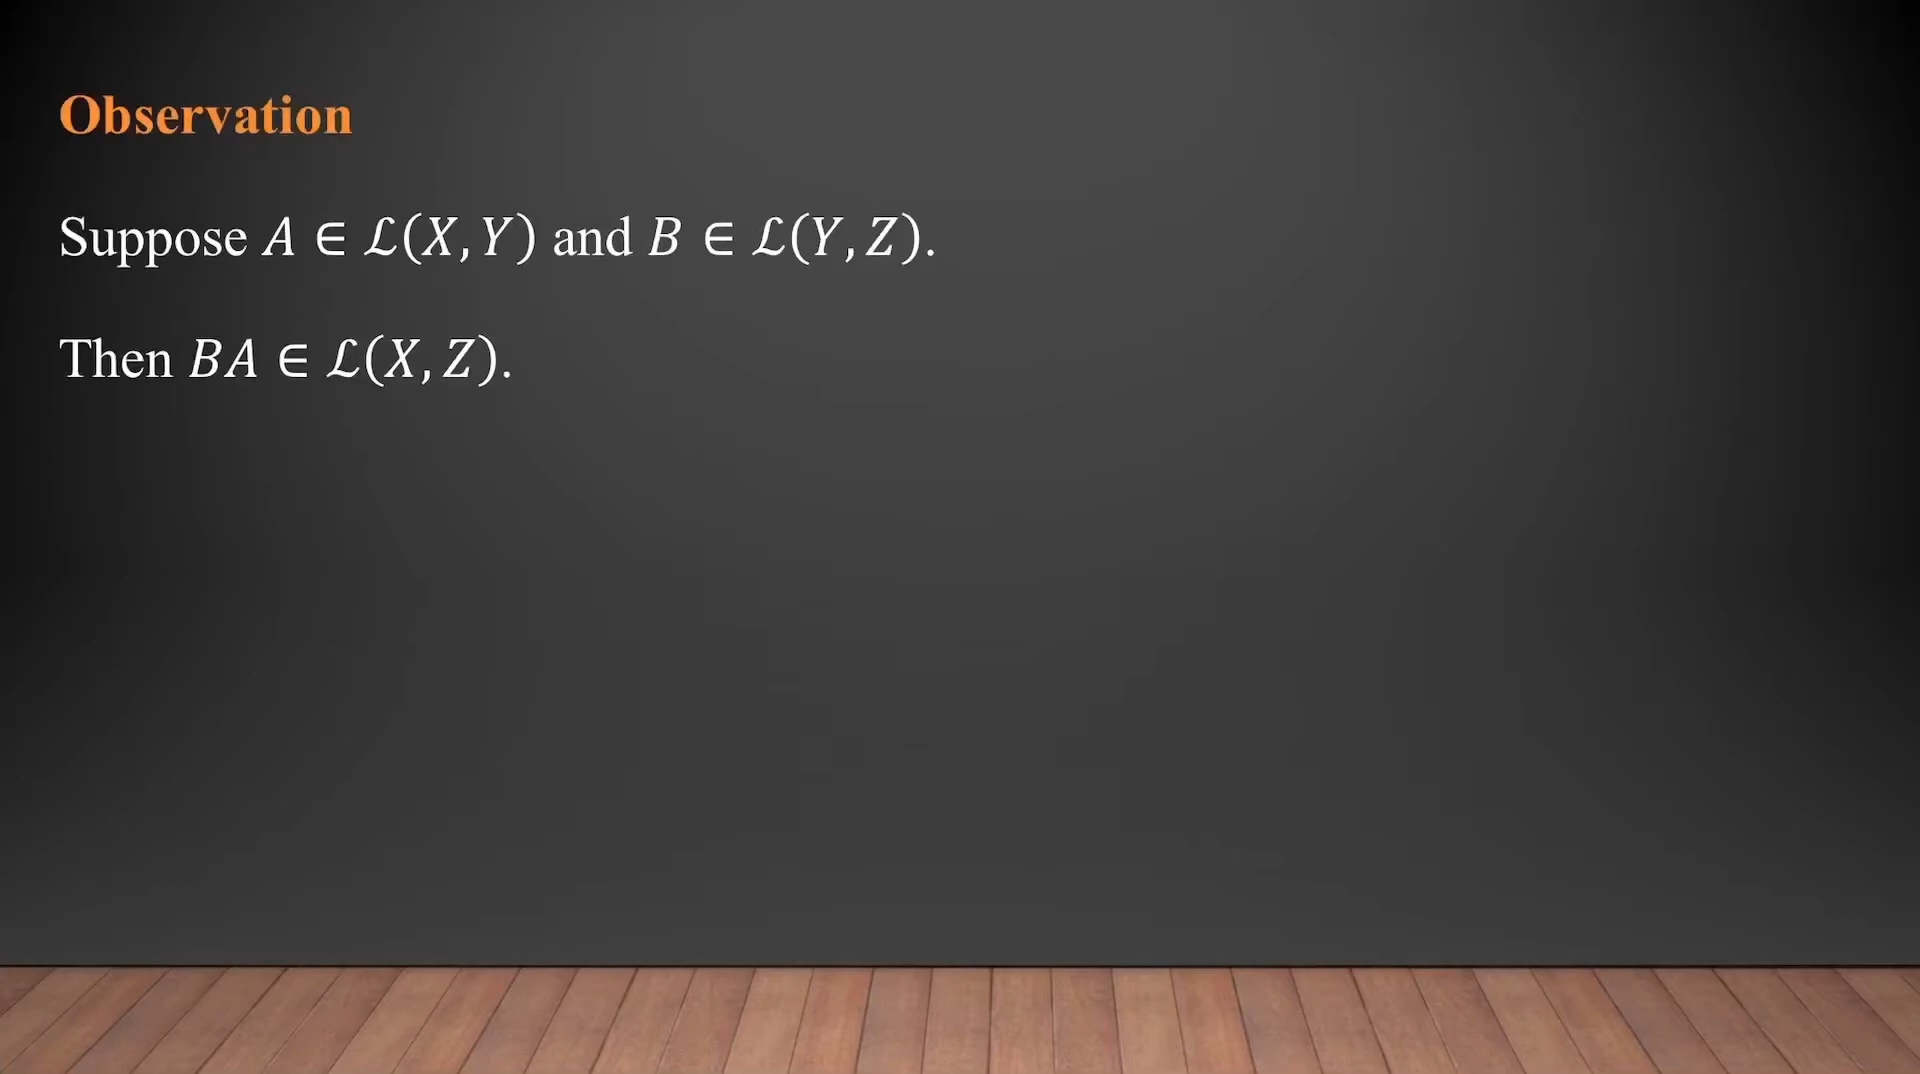 Observation
Suppose 𝐴 ∈ ℒ(𝑋, 𝑌) and 𝐵 ∈ ℒ(𝑌, 𝑍).
Then 𝐵𝐴 ∈ ℒ(𝑋, 𝑍).